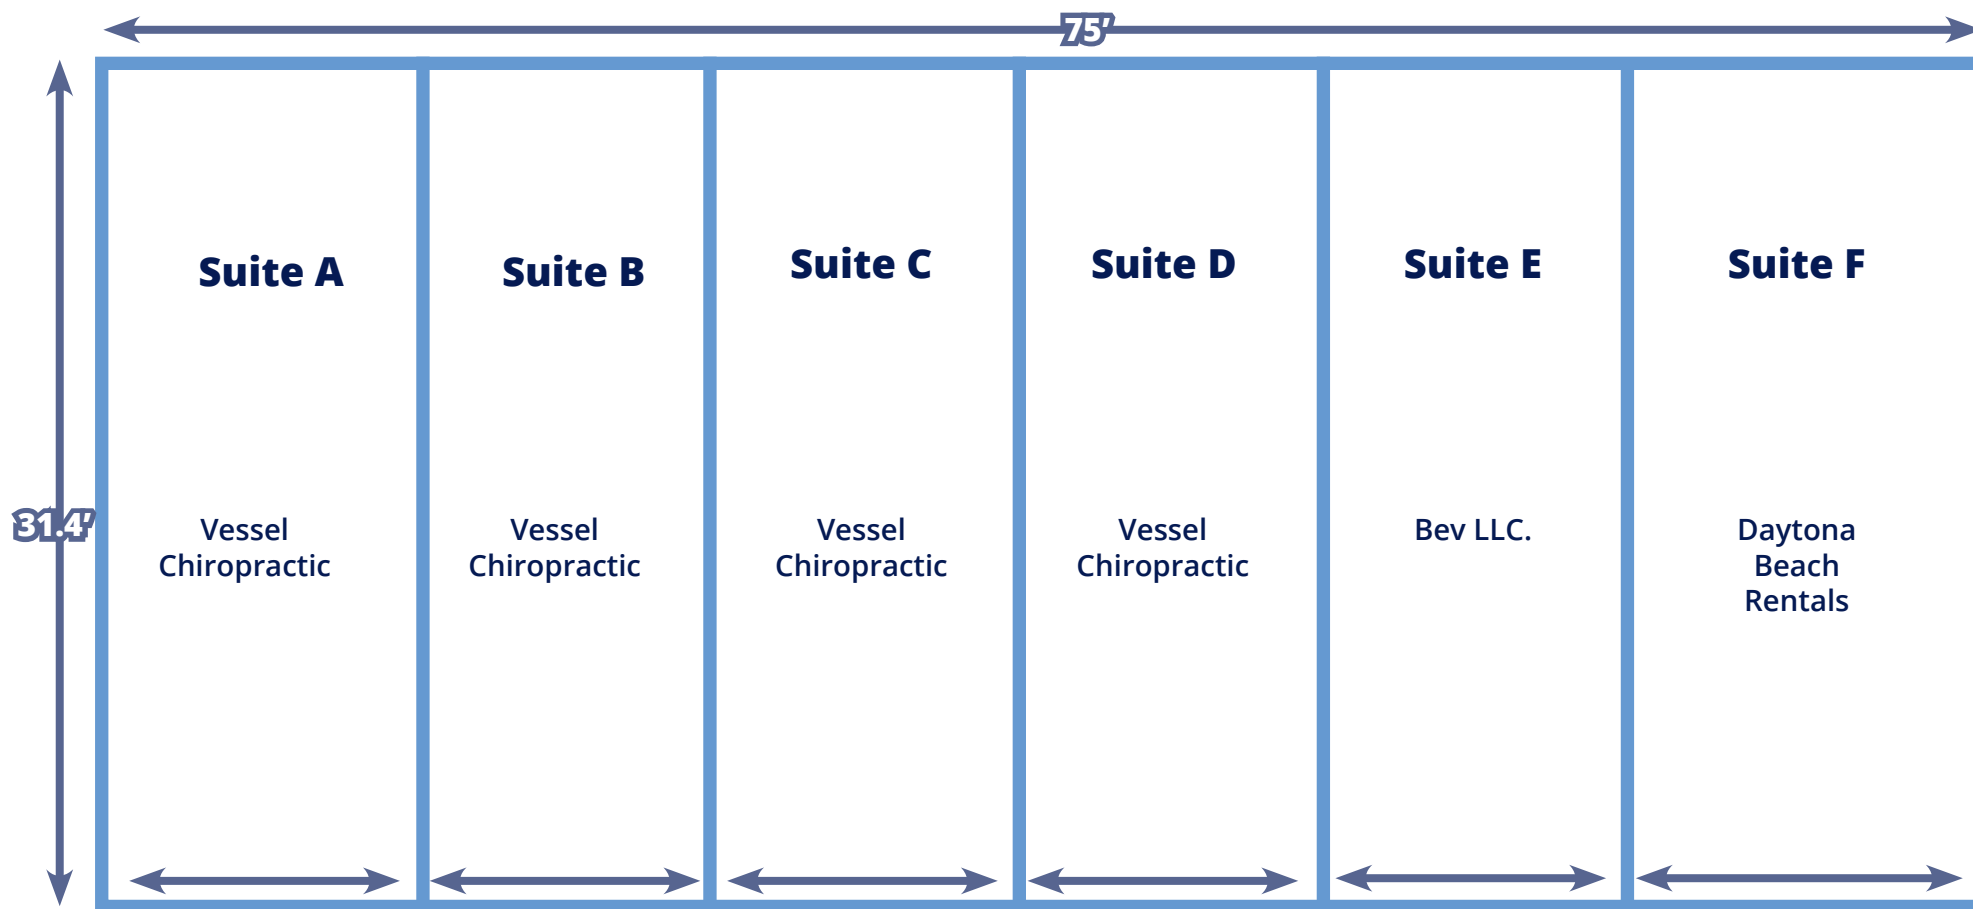 75'
Suite A
Suite B
Suite C
Suite D
Suite E
Suite F
31.4'
Vessel
Chiropractic
Vessel
Chiropractic
Vessel
Chiropractic
Vessel
Chiropractic
Bev LLC.
Daytona
Beach
Rentals